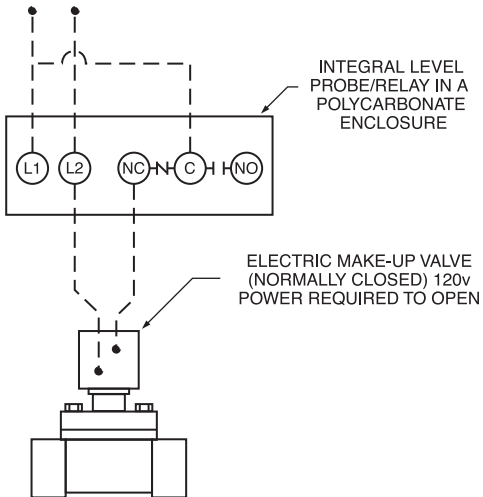 INTEGRAL LEVEL
PROBE/RELAY IN A
POLYCARBONATE
ENCLOSURE
L1 L2 NC C NO
ELECTRIC MAKE-UP VALVE
(NORMALLY CLOSED) 120v
POWER REQUIRED TO OPEN